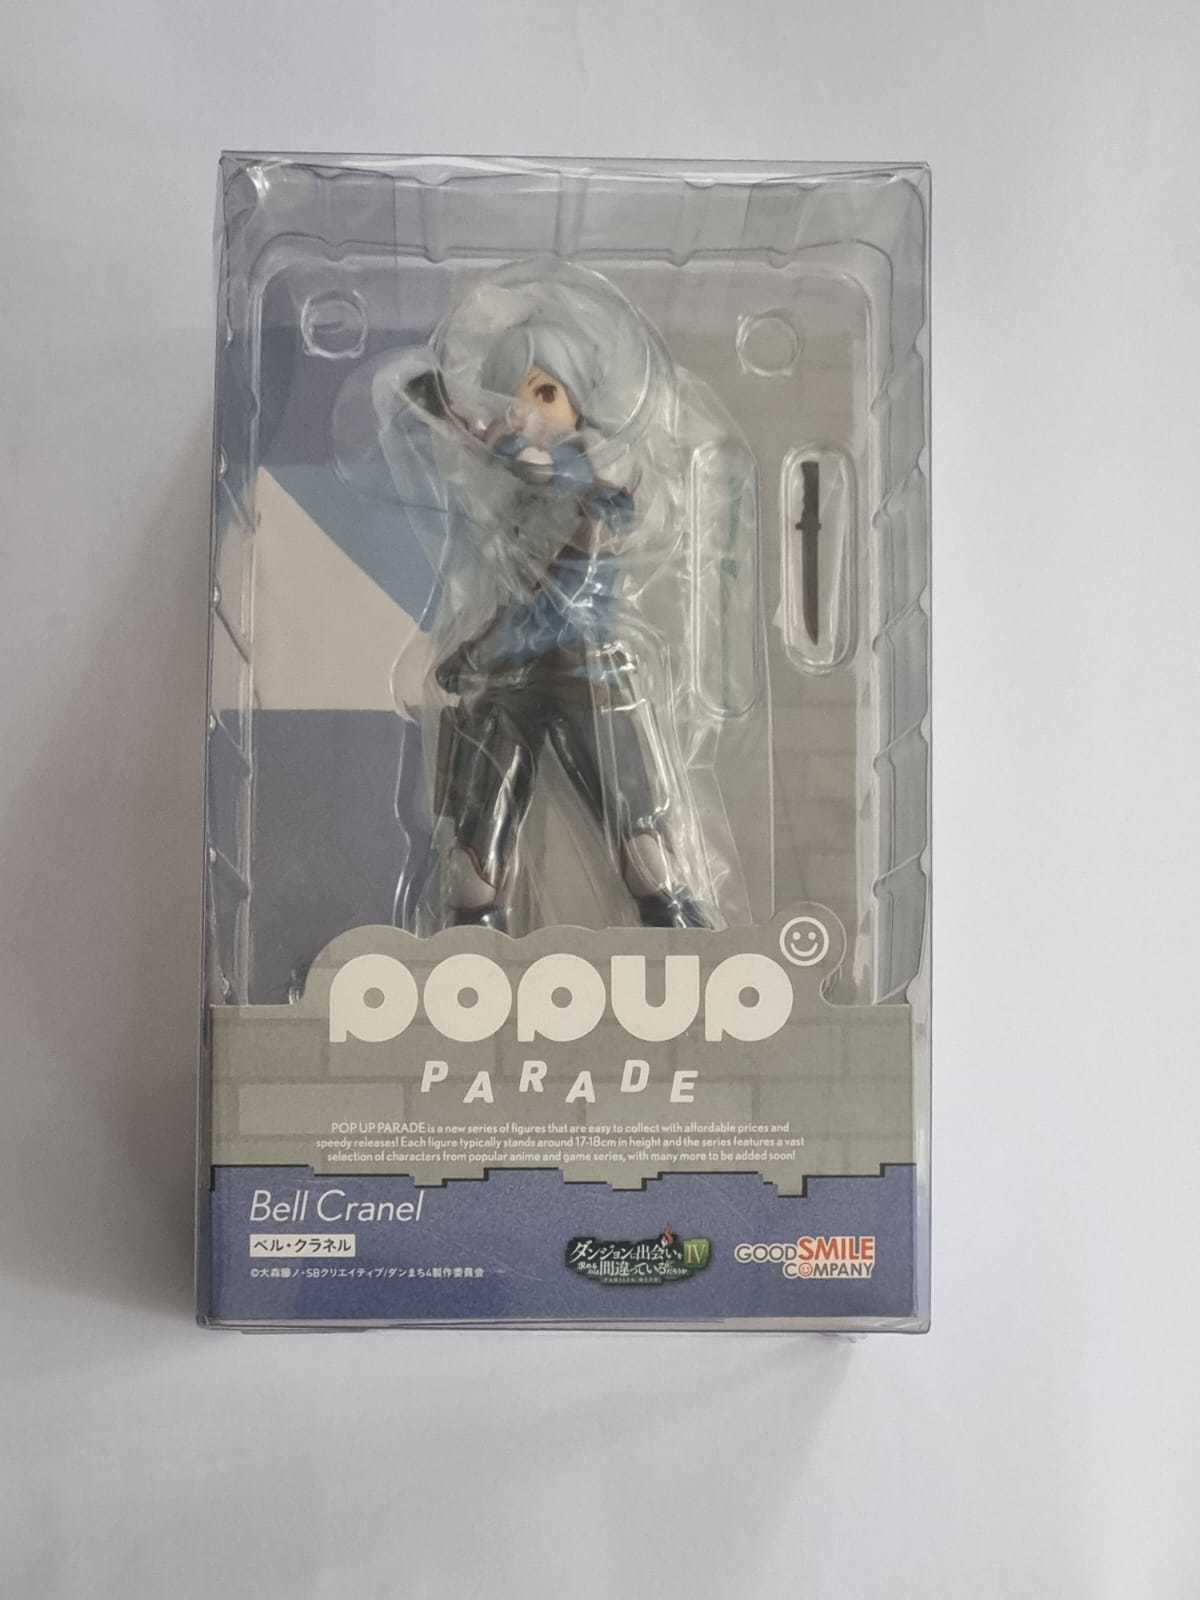 POP UP
PARADE
POP UP PARADE is a new series of figures that are easy to collect with affordable prices and
speedy releases! Each figure typically stands around 17-18cm in height and the series features a vast
selection of characters from popular anime and game series, with many more to be added soon!
Bell Cranel
ベル・クラネル
©大森藤ノ・SBクリエイティブ/ダンまち4製作委員会
ダンジョンに出会いを
求めるのは間違っているだろうか
IV
FAMILIA MYTH
GOOD SMILE
COMPANY